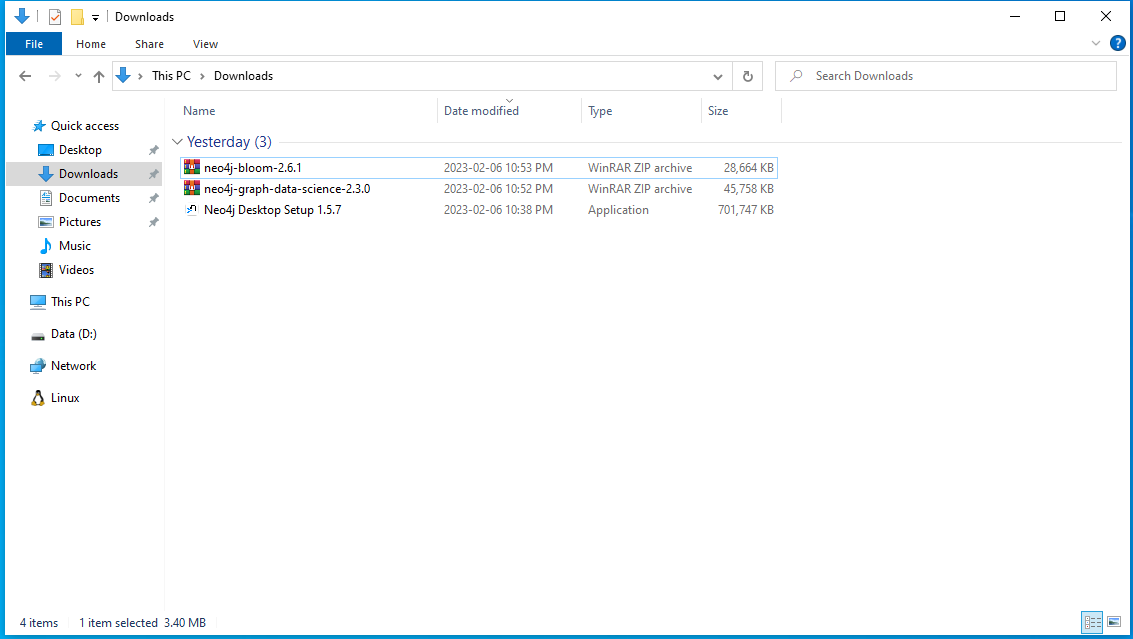 Downloads
File Home Share View
This PC Downloads Search Downloads
Name Date modified Type Size
Quick access
Desktop
Downloads
Documents
Pictures
Music
Videos
This PC
Data (D:)
Network
Linux
Yesterday (3)
neo4j-bloom-2.6.1 2023-02-06 10:53 PM WinRAR ZIP archive 28,664 KB
neo4j-graph-data-science-2.3.0 2023-02-06 10:52 PM WinRAR ZIP archive 45,758 KB
Neo4j Desktop Setup 1.5.7 2023-02-06 10:38 PM Application 701,747 KB
4 items 1 item selected 3.40 MB